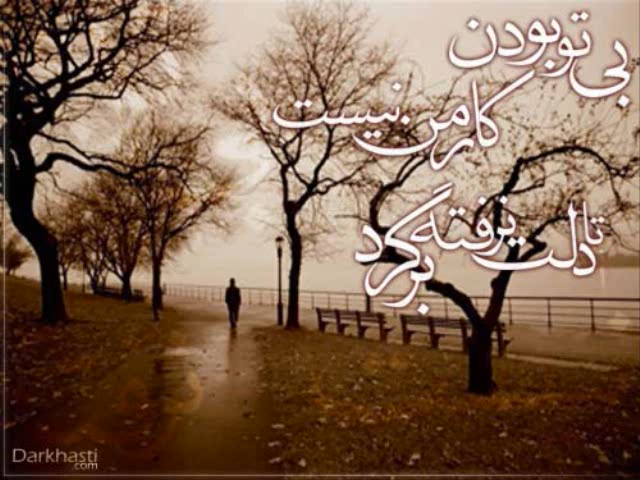 بی تو بودن
کار من نیست
تا دلت نرفته
برگرد
Darkhasti
.com